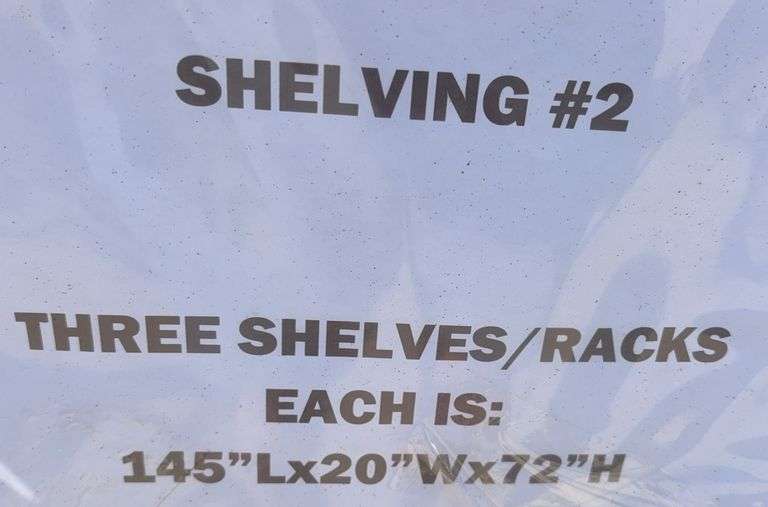 SHELVING #2
THREE SHELVES/RACKS
EACH IS:
145”Lx20”Wx72”H